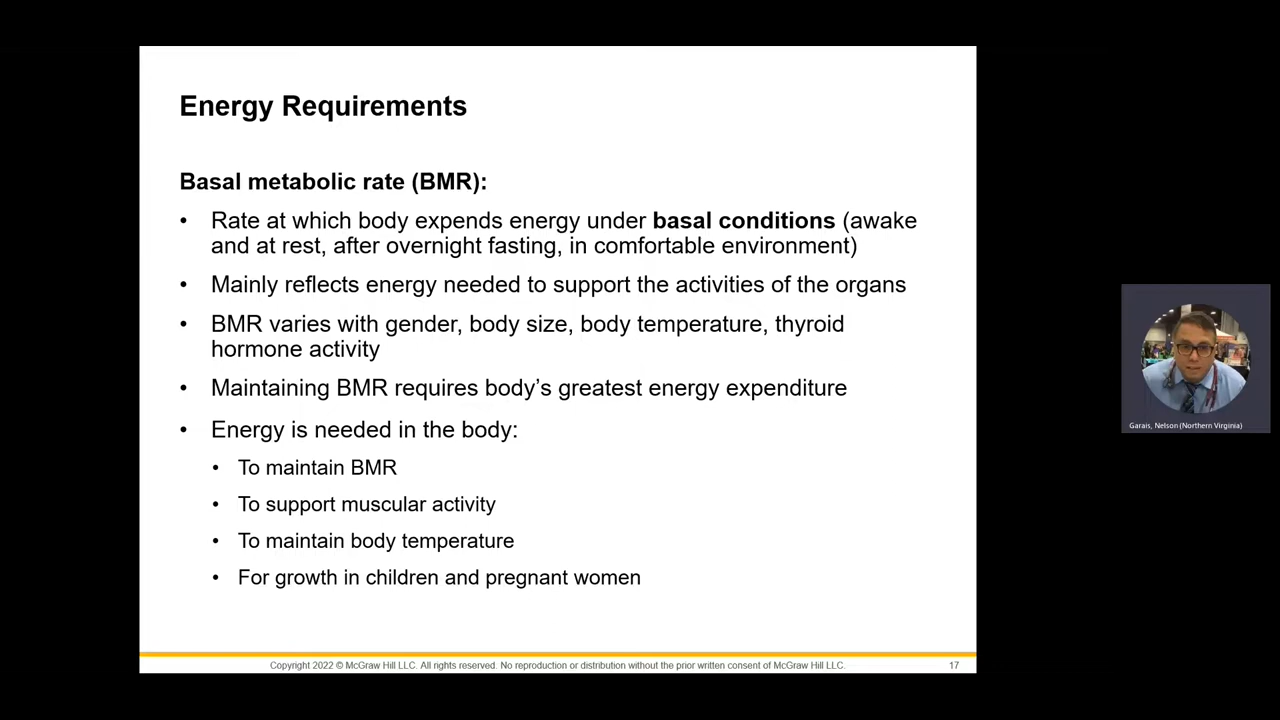 Energy Requirements
Basal metabolic rate (BMR):
• Rate at which body expends energy under basal conditions (awake
and at rest, after overnight fasting, in comfortable environment)
• Mainly reflects energy needed to support the activities of the organs
• BMR varies with gender, body size, body temperature, thyroid
hormone activity
• Maintaining BMR requires body’s greatest energy expenditure
• Energy is needed in the body:
• To maintain BMR
• To support muscular activity
• To maintain body temperature
• For growth in children and pregnant women
Garais, Nelson (Northern Virginia)
Copyright 2022 © McGraw Hill LLC. All rights reserved. No reproduction or distribution without the prior written consent of McGraw Hill LLC.
17